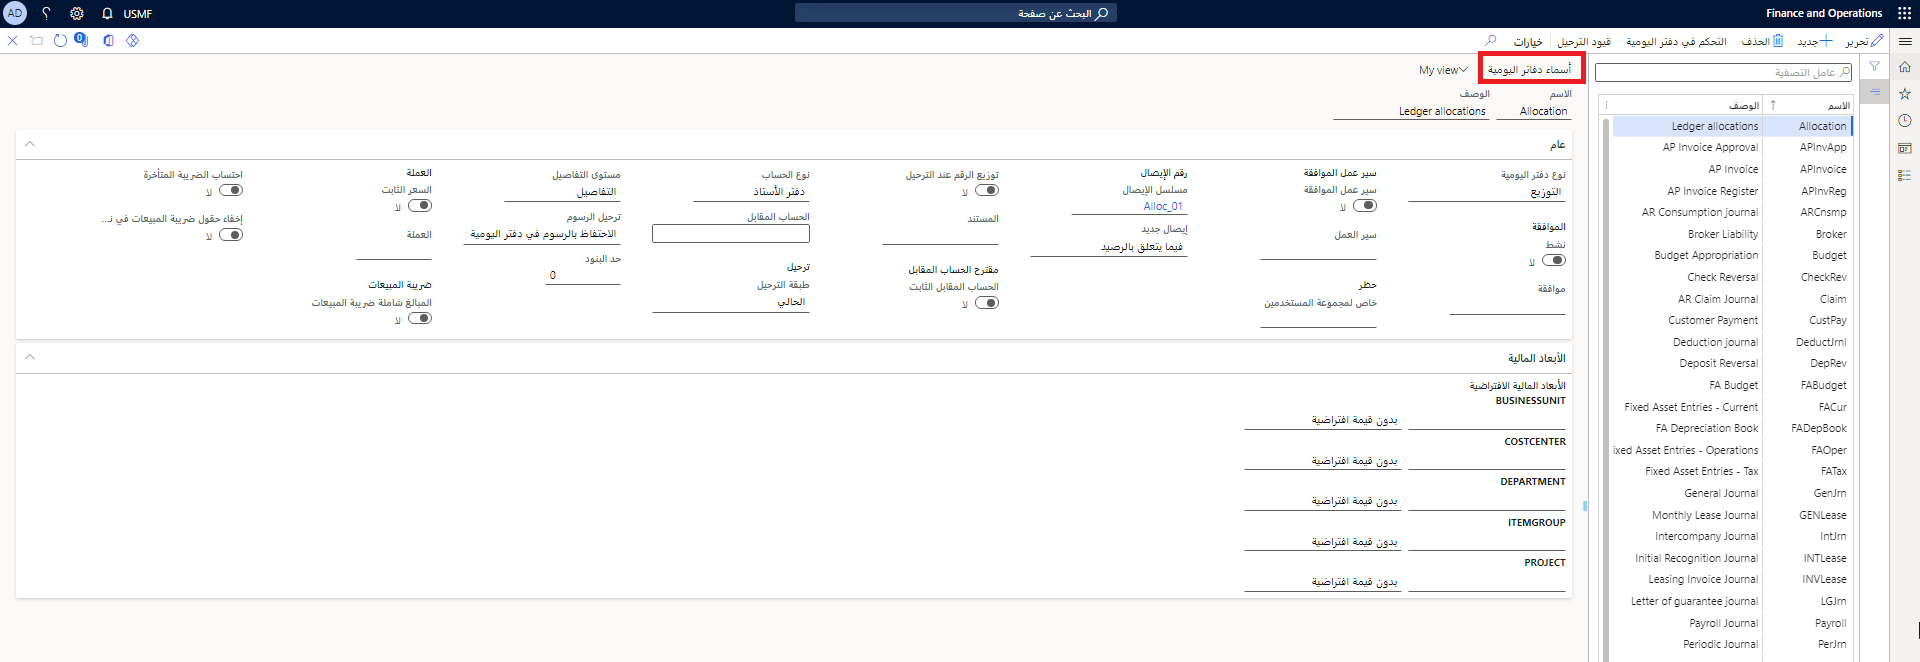 Finance and Operations
البحث عن صفحة
USMF
AD
تحرير
جديد
الحذف
التحكم في دفتر اليومية
قيود الترحيل
خيارات
0
عامل التصفية
الاسم الوصف
Allocation Ledger allocations
APInvApp AP Invoice Approval
APInvoice AP Invoice
APInvReg AP Invoice Register
ARCnsmp AR Consumption journal
Broker Broker Liability
Budget Budget Appropriation
CheckRev Check Reversal
Claim AR Claim Journal
CustPay Customer Payment
DeductJrnl Deduction journal
DepRev Deposit Reversal
FABudget FA Budget
FACur Fixed Asset Entries - Current
FADepBook FA Depreciation Book
FAOper ixed Asset Entries - Operations
FATax Fixed Asset Entries - Tax
GenJrn General Journal
GENLease Monthly Lease Journal
IntJrn Intercompany Journal
INTLease Initial Recognition Journal
INVLease Leasing Invoice Journal
LGJrn Letter of guarantee journal
Payroll Payroll Journal
PerJrn Periodic Journal
أسماء دفاتر اليومية
My view
الاسم
Allocation
الوصف
Ledger allocations
عام
نوع دفتر اليومية
التوزيع
الموافقة
نشط
لا
موافقة
سير عمل الموافقة
سير عمل الموافقة
لا
سير العمل
حظر
خاص لمجموعة المستخدمين
رقم الإيصال
مسلسل الإيصال
Alloc_01
إيصال جديد
فيما يتعلق بالرصيد
توزيع الرقم عند الترحيل
لا
المستند
مقترح الحساب المقابل
الحساب المقابل الثابت
لا
نوع الحساب
دفتر الأستاذ
الحساب المقابل
ترحيل
طبقة الترحيل
الحالي
مستوى التفاصيل
التفاصيل
ترحيل الرسوم
الاحتفاظ بالرسوم في دفتر اليومية
حد البنود
0
العملة
السعر الثابت
لا
العملة
ضريبة المبيعات
المبالغ شاملة ضريبة المبيعات
لا
احتساب الضريبة المتأخرة
لا
إخفاء حقول ضريبة المبيعات في نـ...
لا
الأبعاد المالية
الأبعاد المالية الافتراضية
BUSINESSUNIT
بدون قيمة افتراضية
COSTCENTER
بدون قيمة افتراضية
DEPARTMENT
بدون قيمة افتراضية
ITEMGROUP
بدون قيمة افتراضية
PROJECT
بدون قيمة افتراضية